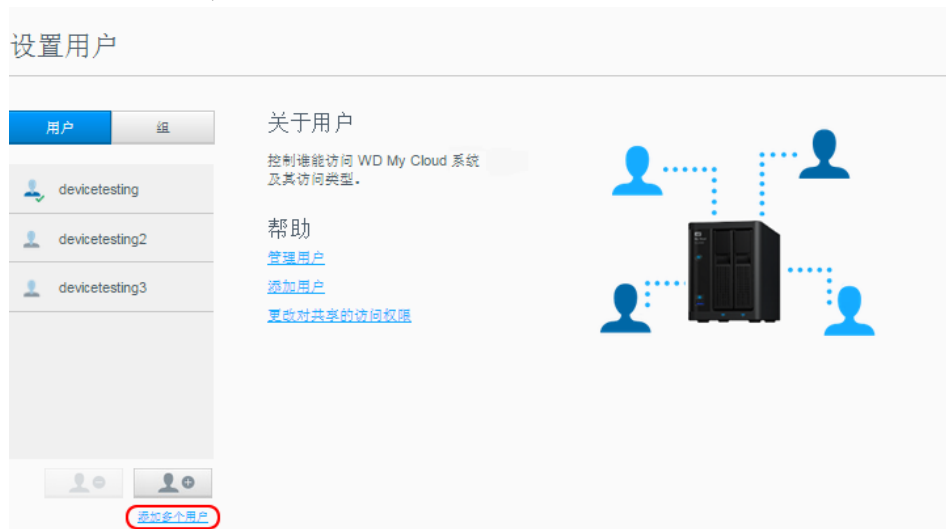 设置用户
用户
组
devicetesting
devicetesting2
devicetesting3
添加多个用户
关于用户
控制谁能访问 WD My Cloud 系统
及其访问类型。
帮助
管理用户
添加用户
更改对共享的访问权限